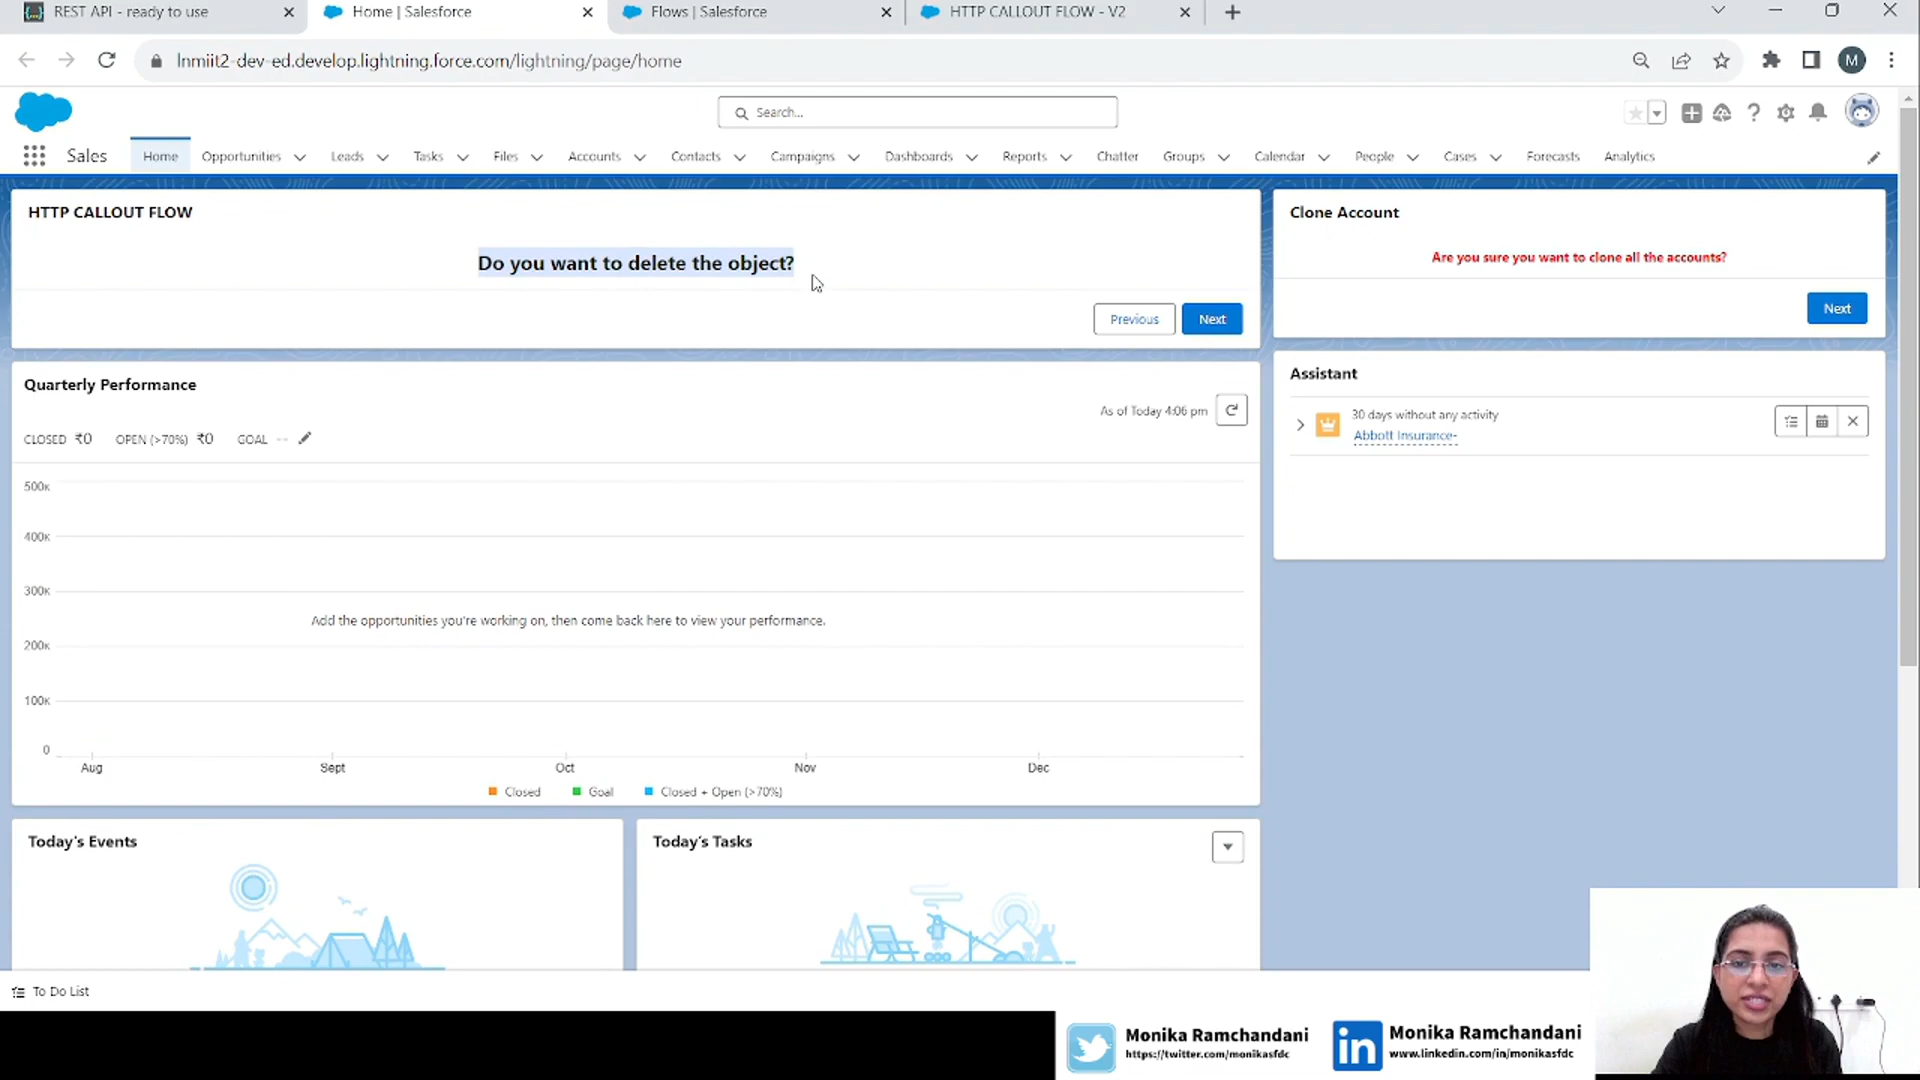 REST API - ready to use
Home | Salesforce
Flows | Salesforce
HTTP CALLOUT FLOW - V2
lnmiit2-dev-ed.develop.lightning.force.com/lightning/page/home
M
Search...
Sales
Home
Opportunities
Leads
Tasks
Files
Accounts
Contacts
Campaigns
Dashboards
Reports
Chatter
Groups
Calendar
People
Cases
Forecasts
Analytics
HTTP CALLOUT FLOW
Do you want to delete the object?
Previous
Next
Clone Account
Are you sure you want to clone all the accounts?
Next
Quarterly Performance
As of Today 4:06 pm
CLOSED ₹0 OPEN (>70%) ₹0 GOAL --
500K
400K
300K
200K
100K
0
Add the opportunities you're working on, then come back here to view your performance.
Aug Sept Oct Nov Dec
Closed Goal Closed + Open (>70%)
Assistant
30 days without any activity
Abbott Insurance-
Today's Events
Today's Tasks
To Do List
Monika Ramchandani
https://twitter.com/monikasfdc
in
Monika Ramchandani
www.linkedin.com/in/monikasfdc